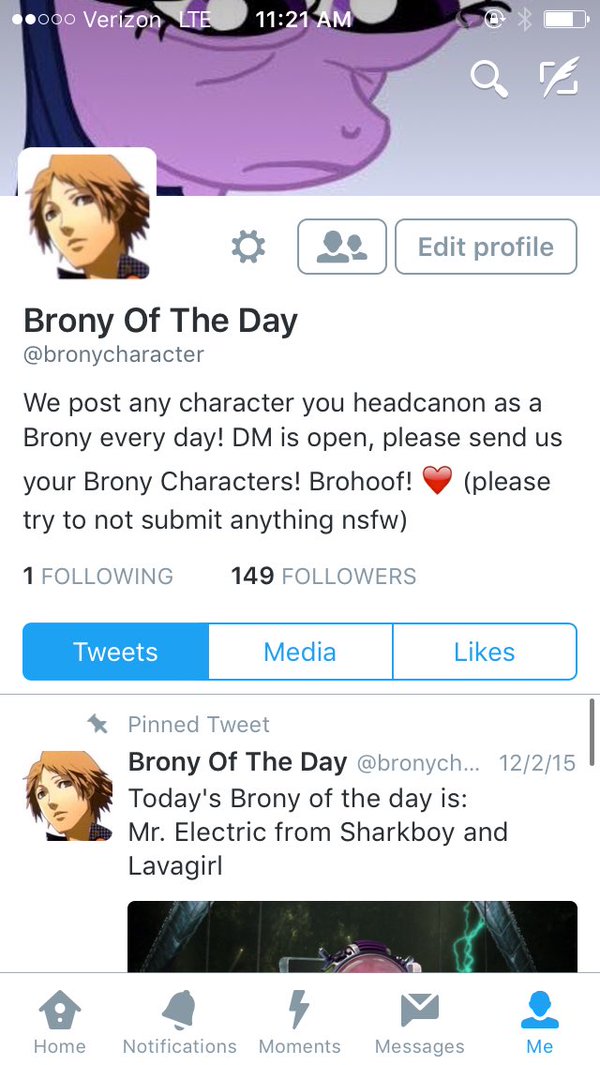 Verizon LTE 11:21 AM
Edit profile
Brony Of The Day
@bronycharacter
We post any character you headcanon as a
Brony every day! DM is open, please send us
your Brony Characters! Brohoof! ❤️ (please
try to not submit anything nsfw)
1 FOLLOWING 149 FOLLOWERS
Tweets Media Likes
Pinned Tweet
Brony Of The Day @bronych... 12/2/15
Today's Brony of the day is:
Mr. Electric from Sharkboy and
Lavagirl
Home Notifications Moments Messages Me